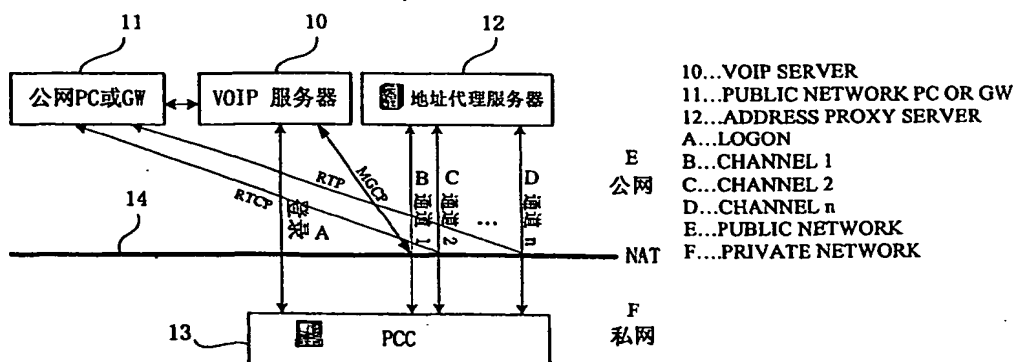 11
10
12
公网PC或GW
VOIP 服务器
地址代理服务器
10...VOIP SERVER
11...PUBLIC NETWORK PC OR GW
12...ADDRESS PROXY SERVER
A...LOGON
B...CHANNEL 1
C...CHANNEL 2
D...CHANNEL n
E...PUBLIC NETWORK
F....PRIVATE NETWORK
E
公网
RTP
RTCP
MGCP
登录 A
B 通道 1
C 通道 2
...
D 通道 n
14
NAT
F
私网
13
PCC